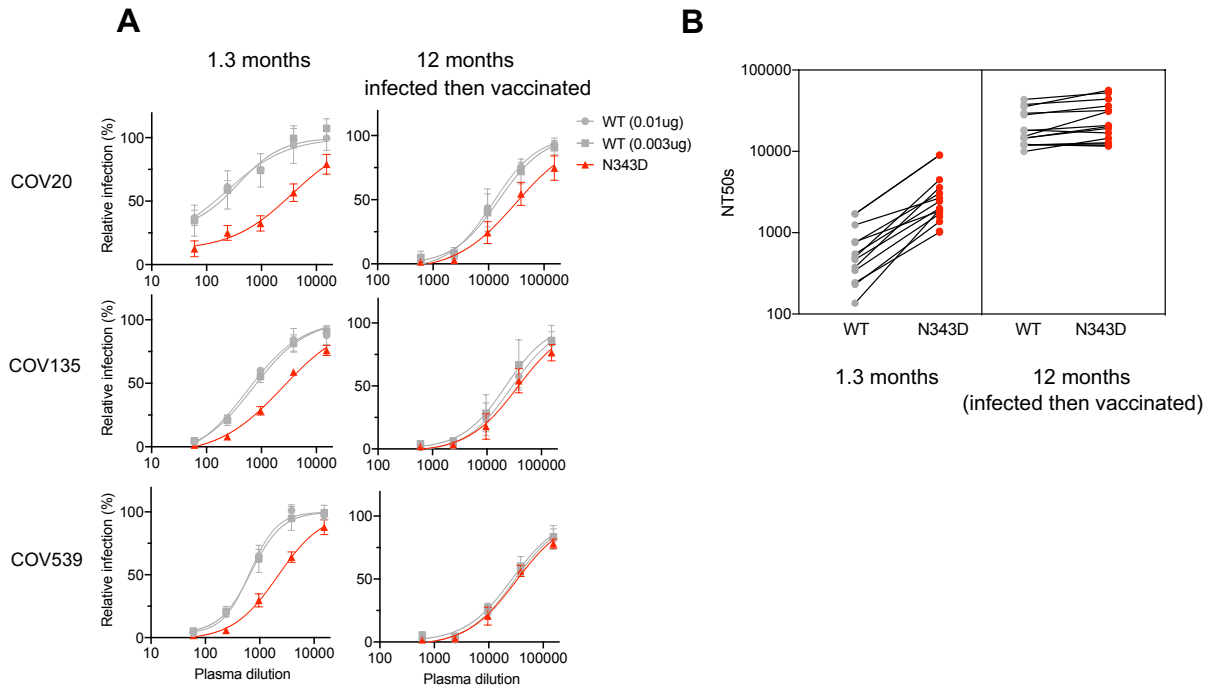 A
1.3 months
12 months
infected then vaccinated
COV20
Relative infection (%)
100
50
0
10
100
1000
10000
100
50
0
100
1000
10000
100000
WT (0.01ug)
WT (0.003ug)
N343D
COV135
Relative infection (%)
100
50
0
10
100
1000
10000
100
50
0
100
1000
10000
100000
COV539
Relative infection (%)
100
50
0
10
100
1000
10000
Plasma dilution
100
50
0
100
1000
10000
100000
Plasma dilution
B
NT50s
100000
10000
1000
100
WT
N343D
WT
N343D
1.3 months
12 months
(infected then vaccinated)